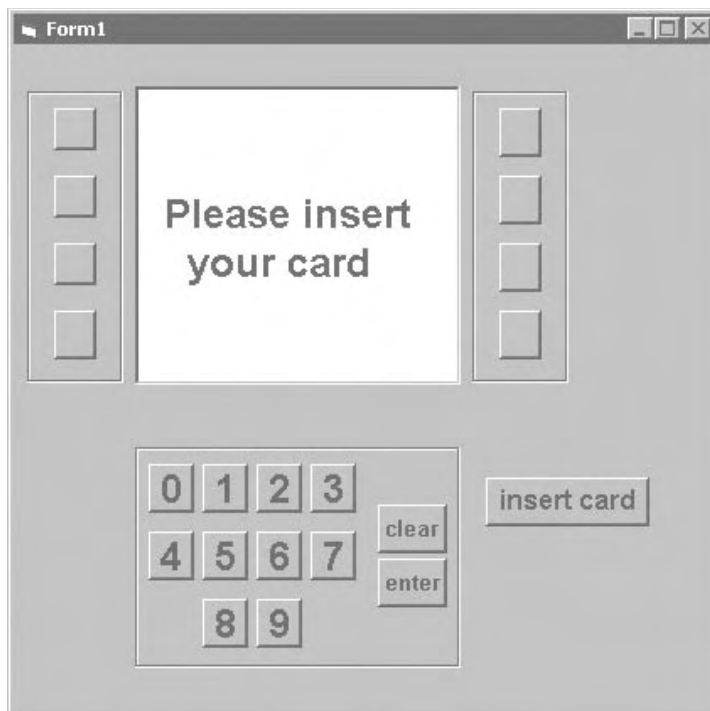 Form1
Please insert
your card
0 1 2 3
clear
4 5 6 7
enter
8 9
insert card